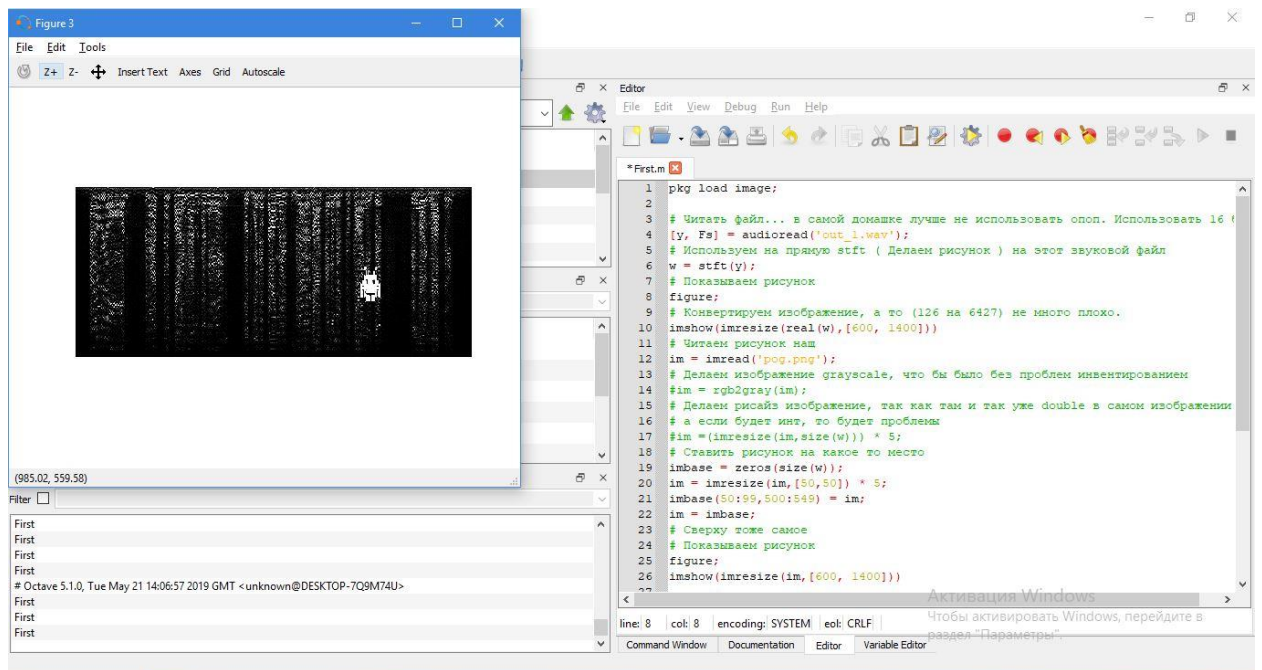 Figure 3
File Edit Tools
Z+ Z- Insert Text Axes Grid Autoscale
(985.02, 559.58)
Filter
First
First
First
First
# Octave 5.1.0, Tue May 21 14:06:57 2019 GMT <unknown@DESKTOP-7Q9M74U>
First
First
First
Editor
File Edit View Debug Run Help
*First.m
1 pkg load image;
2
3 # Читать файл... в самой домашке лучше не использовать опоп. Использовать 16
4 [y, Fs] = audioread('out_1.wav');
5 # Используем на прямую stft ( Делаем рисунок ) на этот звуковой файл
6 w = stft(y);
7 # Показываем рисунок
8 figure;
9 # Конвертируем изображение, а то (126 на 6427) не много плохо.
10 imshow(imresize(real(w),[600, 1400]))
11 # Читаем рисунок наш
12 im = imread('pog.png');
13 # Делаем изображение grayscale, что бы было без проблем инвентированием
14 #im = rgb2gray(im);
15 # Делаем рисайз изображение, так как там и так уже double в самом изображении
16 # а если будет инт, то будет проблемы
17 #im =(imresize(im,size(w))) * 5;
18 # Ставить рисунок на какое то место
19 imbase = zeros(size(w));
20 im = imresize(im,[50,50]) * 5;
21 imbase(50:99,500:549) = im;
22 im = imbase;
23 # Сверху тоже самое
24 # Показываем рисунок
25 figure;
26 imshow(imresize(im,[600, 1400]))
27
line: 8 col: 8 encoding: SYSTEM eol: CRLF
Command Window Documentation Editor Variable Editor
Активация Windows
Чтобы активировать Windows, перейдите в
раздел "Параметры".